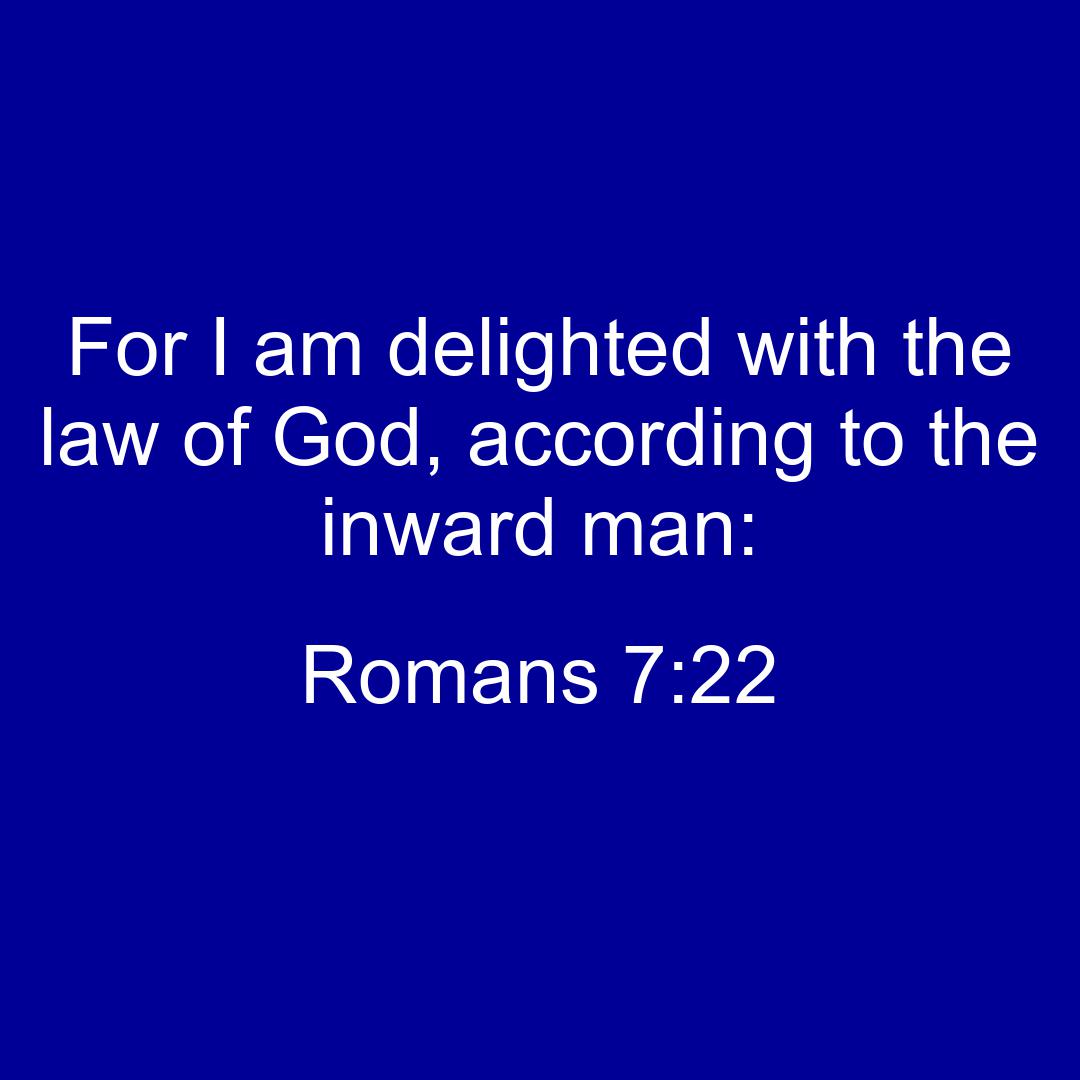 For I am delighted with the
law of God, according to the
inward man:
Romans 7:22